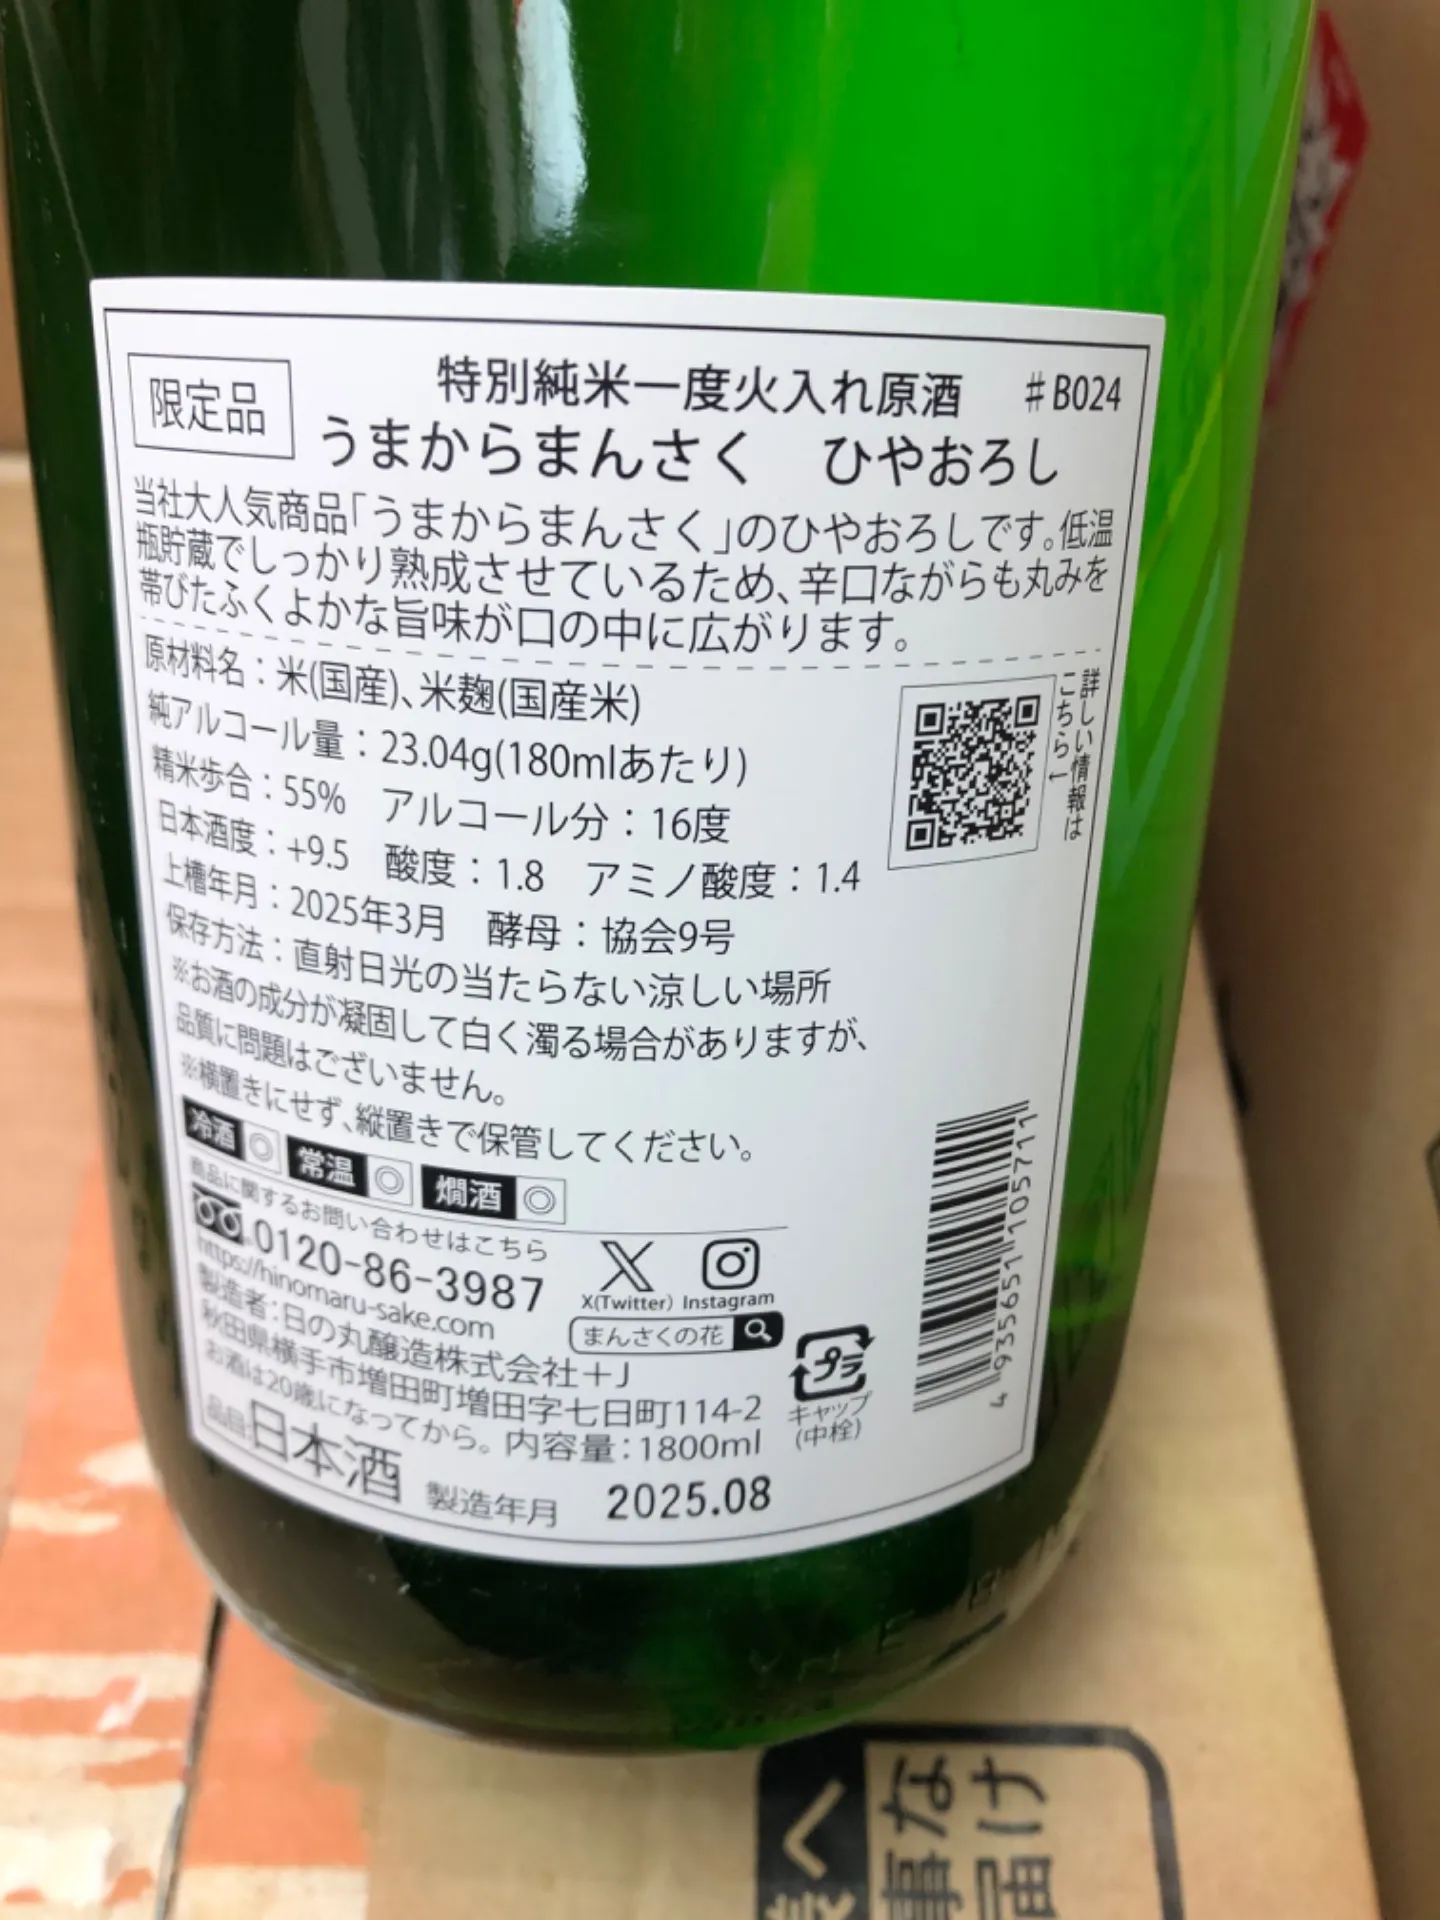 限定品
特別純米一度火入れ原酒 #B024
うまからまんさく ひやおろし
当社大人気商品「うまからまんさく」のひやおろしです。低温
瓶貯蔵でしっかり熟成させているため、辛口ながらも丸みを
帯びたふくよかな旨味が口の中に広がります。
原材料名:米(国産)、米麹(国産米)
純アルコール量:23.04g(180mlあたり)
精米歩合:55% アルコール分:16度
日本酒度:+9.5 酸度:1.8 アミノ酸度:1.4
上槽年月:2025年3月 酵母:協会9号
保存方法:直射日光の当たらない涼しい場所
※お酒の成分が凝固して白く濁る場合がありますが、
品質に問題はございません。
※横置きにせず、縦置きで保管してください。
詳しい情報は
こちら←
冷酒 ◎ 常温 ◎ 燗酒 ◎
商品に関するお問い合わせはこちら
0120-86-3987
https://hinomaru-sake.com
X(Twitter) Instagram
まんさくの花
製造者:日の丸醸造株式会社+J
秋田県横手市増田町増田字七日町114-2
お酒は20歳になってから。内容量:1800ml
品目:日本酒 製造年月 2025.08
プラ
キャップ
(中栓)
4 935651 105711
へ
事な
届け